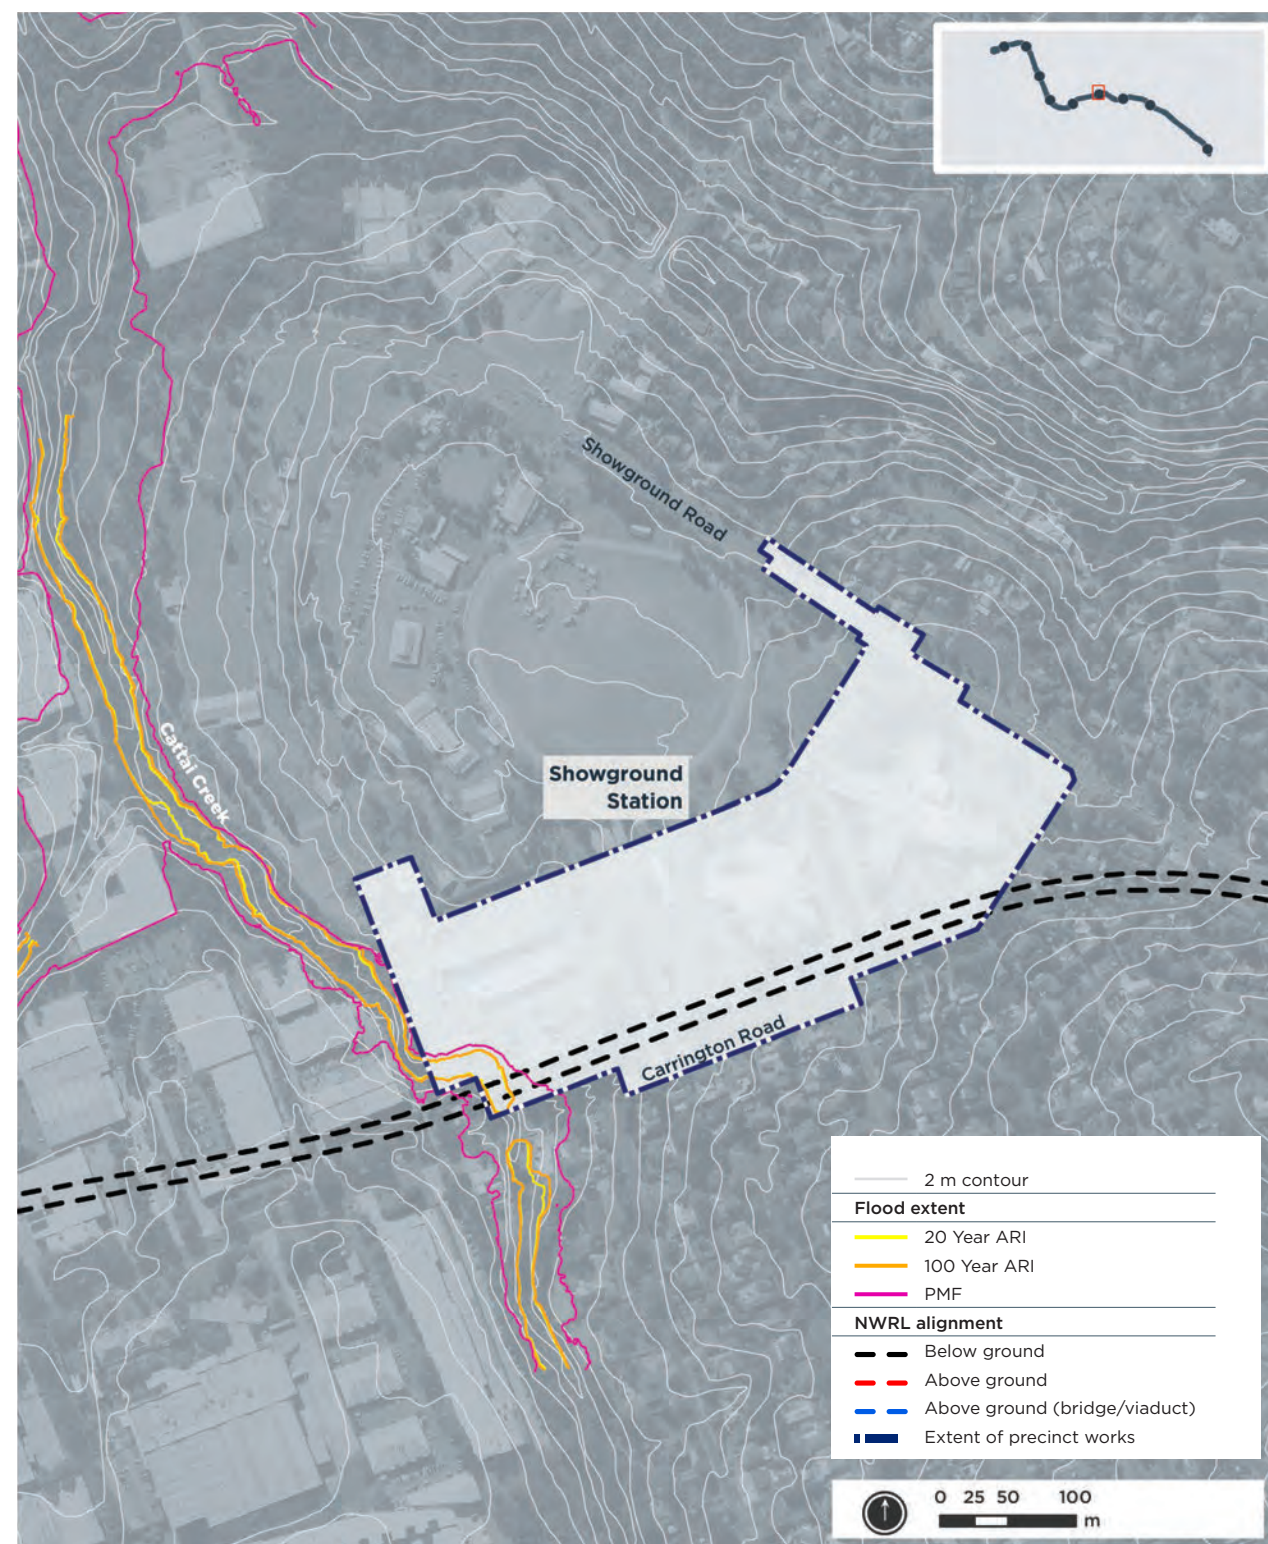 Showground Road
Cattai Creek
Showground
Station
Carrington Road
2 m contour
Flood extent
20 Year ARI
100 Year ARI
PMF
NWRL alignment
Below ground
Above ground
Above ground (bridge/viaduct)
Extent of precinct works
0 25 50 100
m